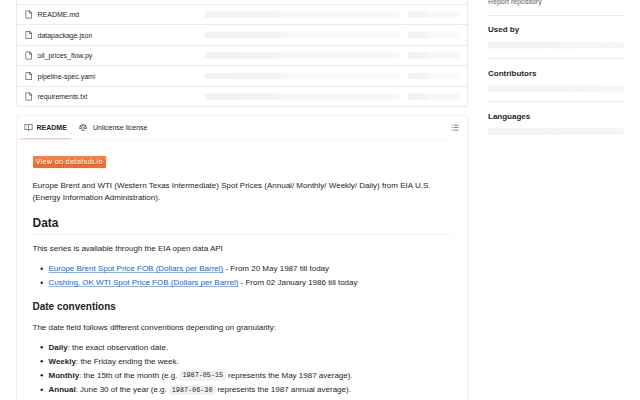 Report repository
README.md
Used by
datapackage.json
oil_prices_flow.py
Contributors
pipeline-spec.yaml
requirements.txt
Languages
README
Unlicense license
View on datahub.io
Europe Brent and WTI (Western Texas Intermediate) Spot Prices (Annual/ Monthly/ Weekly/ Daily) from EIA U.S.
(Energy Information Administration).
Data
This series is available through the EIA open data API
• Europe Brent Spot Price FOB (Dollars per Barrel) - From 20 May 1987 till today
• Cushing, OK WTI Spot Price FOB (Dollars per Barrel) - From 02 January 1986 till today
Date conventions
The date field follows different conventions depending on granularity:
• Daily: the exact observation date.
• Weekly: the Friday ending the week.
• Monthly: the 15th of the month (e.g. 1987-05-15 represents the May 1987 average).
• Annual: June 30 of the year (e.g. 1987-06-30 represents the 1987 annual average).